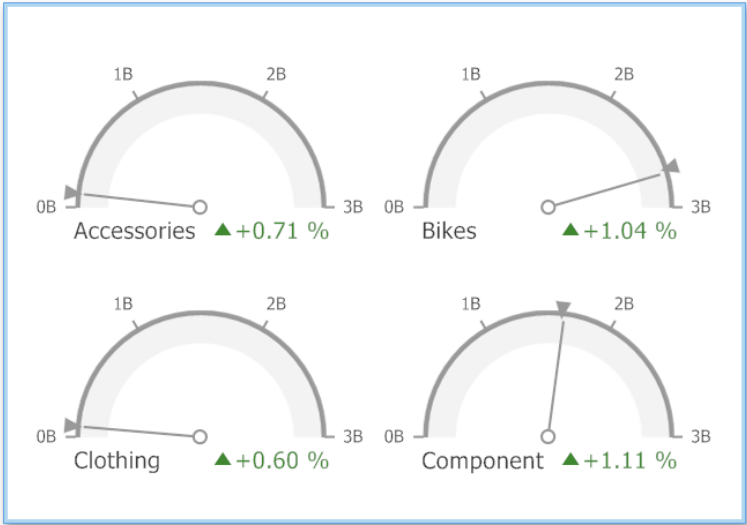 1B 2B
0B 3B
Accessories ▲+0.71 %
1B 2B
0B 3B
Bikes ▲+1.04 %
1B 2B
0B 3B
Clothing ▲+0.60 %
1B 2B
0B 3B
Component ▲+1.11 %